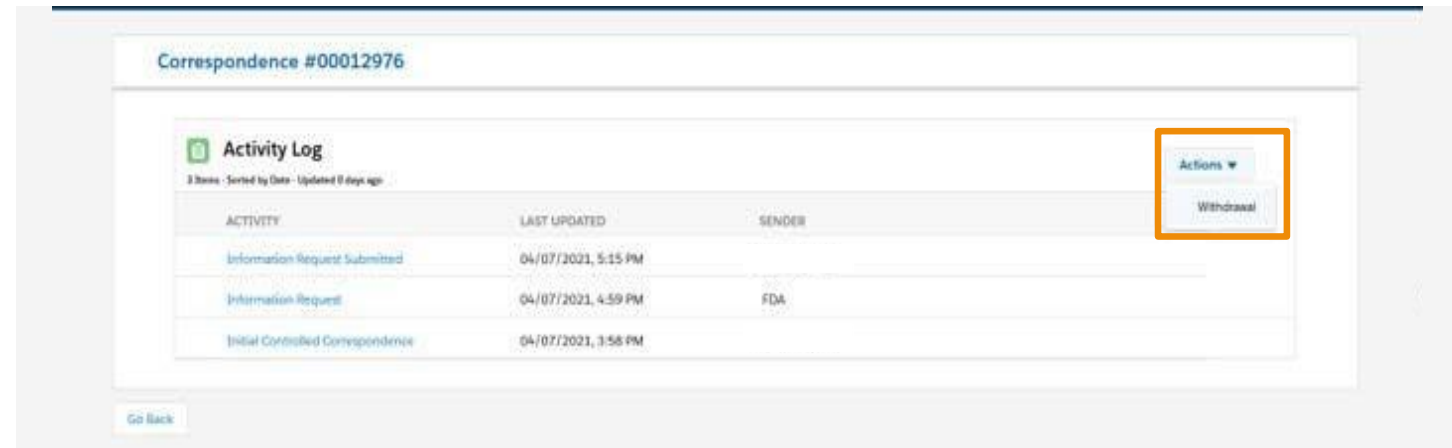 Correspondence #00012976
Activity Log
3 Items · Sorted by Date · Updated 0 days ago
Actions ▼
Withdrawal
ACTIVITY LAST UPDATED SENDER
Information Request Submitted 04/07/2021, 5:15 PM
Information Request 04/07/2021, 4:59 PM FDA
Initial Controlled Correspondence 04/07/2021, 3:58 PM
Go Back